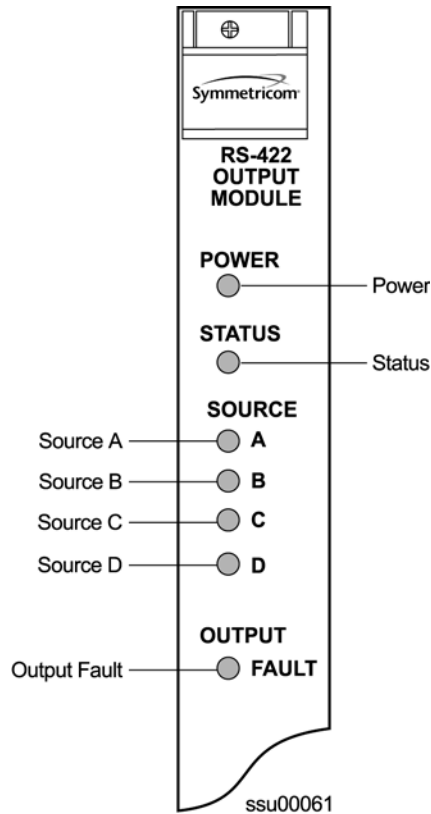 Symmetricom
RS-422
OUTPUT
MODULE
POWER
Power
STATUS
Status
SOURCE
Source A
A
Source B
B
Source C
C
Source D
D
OUTPUT
Output Fault
FAULT
ssu00061